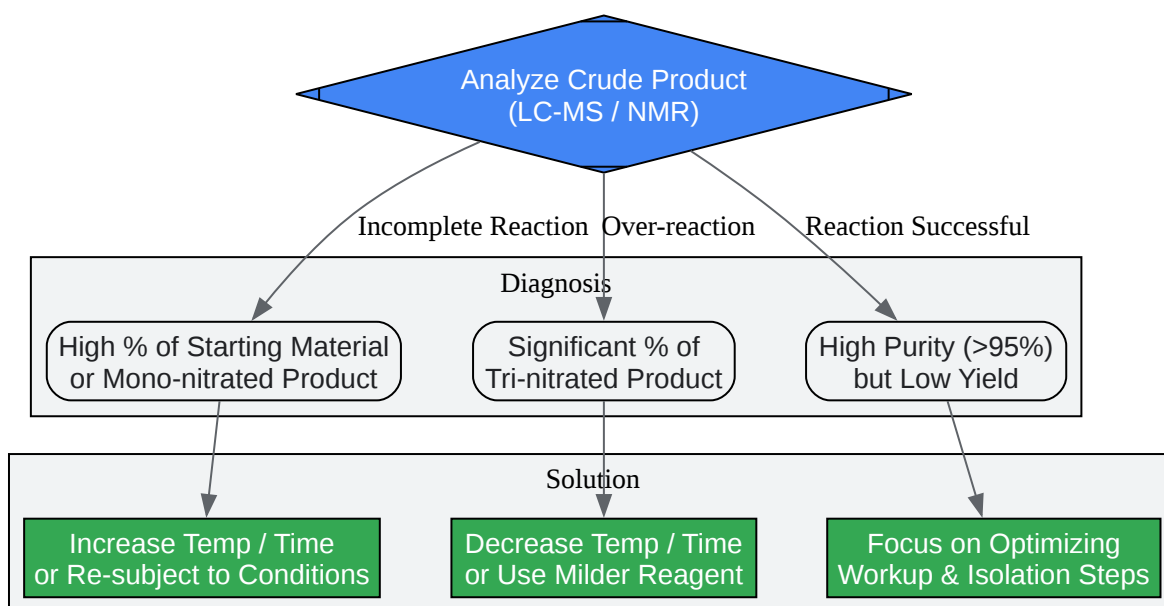 Analyze Crude Product
(LC-MS / NMR)
Incomplete Reaction
Over-reaction
Reaction Successful
Diagnosis
High % of Starting Material
or Mono-nitrated Product
Significant % of
Tri-nitrated Product
High Purity (>95%)
but Low Yield
Solution
Increase Temp / Time
or Re-subject to Conditions
Decrease Temp / Time
or Use Milder Reagent
Focus on Optimizing
Workup & Isolation Steps